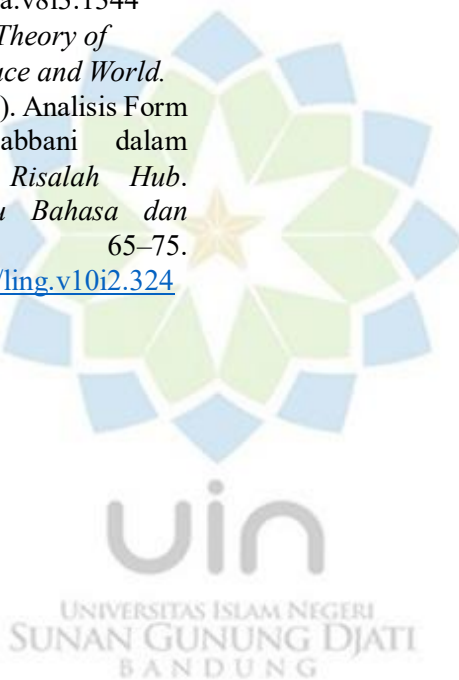 a.v8i3.1344
Theory of
ace and World.
). Analisis Form
abbani dalam
Risalah Hub.
u Bahasa dan
65–75.
/ling.v10i2.324
uin
UNIVERSITAS ISLAM NEGERI
SUNAN GUNUNG DJATI
BANDUNG